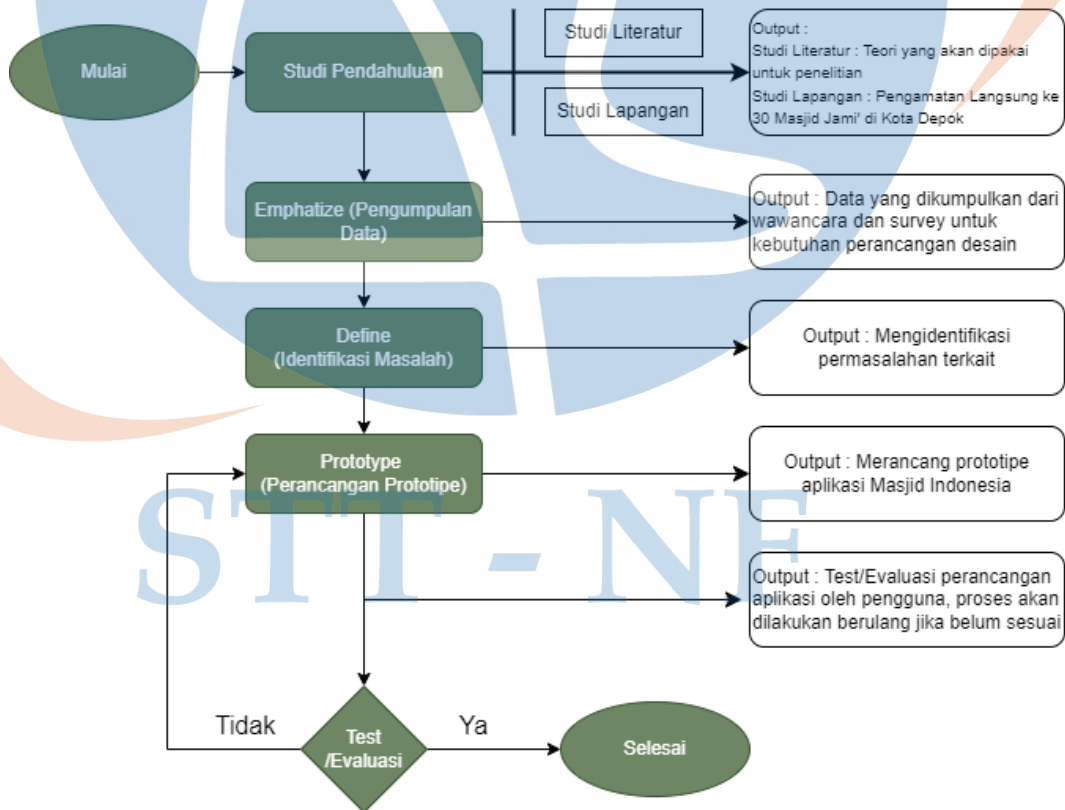 Mulai
Studi Pendahuluan
Studi Literatur
Studi Lapangan
Output :
Studi Literatur : Teori yang akan dipakai
untuk penelitian
Studi Lapangan : Pengamatan Langsung ke
30 Masjid Jami' di Kota Depok
Emphatize (Pengumpulan
Data)
Output : Data yang dikumpulkan dari
wawancara dan survey untuk
kebutuhan perancangan desain
Define
(Identifikasi Masalah)
Output : Mengidentifikasi
permasalahan terkait
Prototype
(Perancangan Prototipe)
Output : Merancang prototipe
aplikasi Masjid Indonesia
STT - NF
Output : Test/Evaluasi perancangan
aplikasi oleh pengguna, proses akan
dilakukan berulang jika belum sesuai
Tidak
Test
/Evaluasi
Ya
Selesai